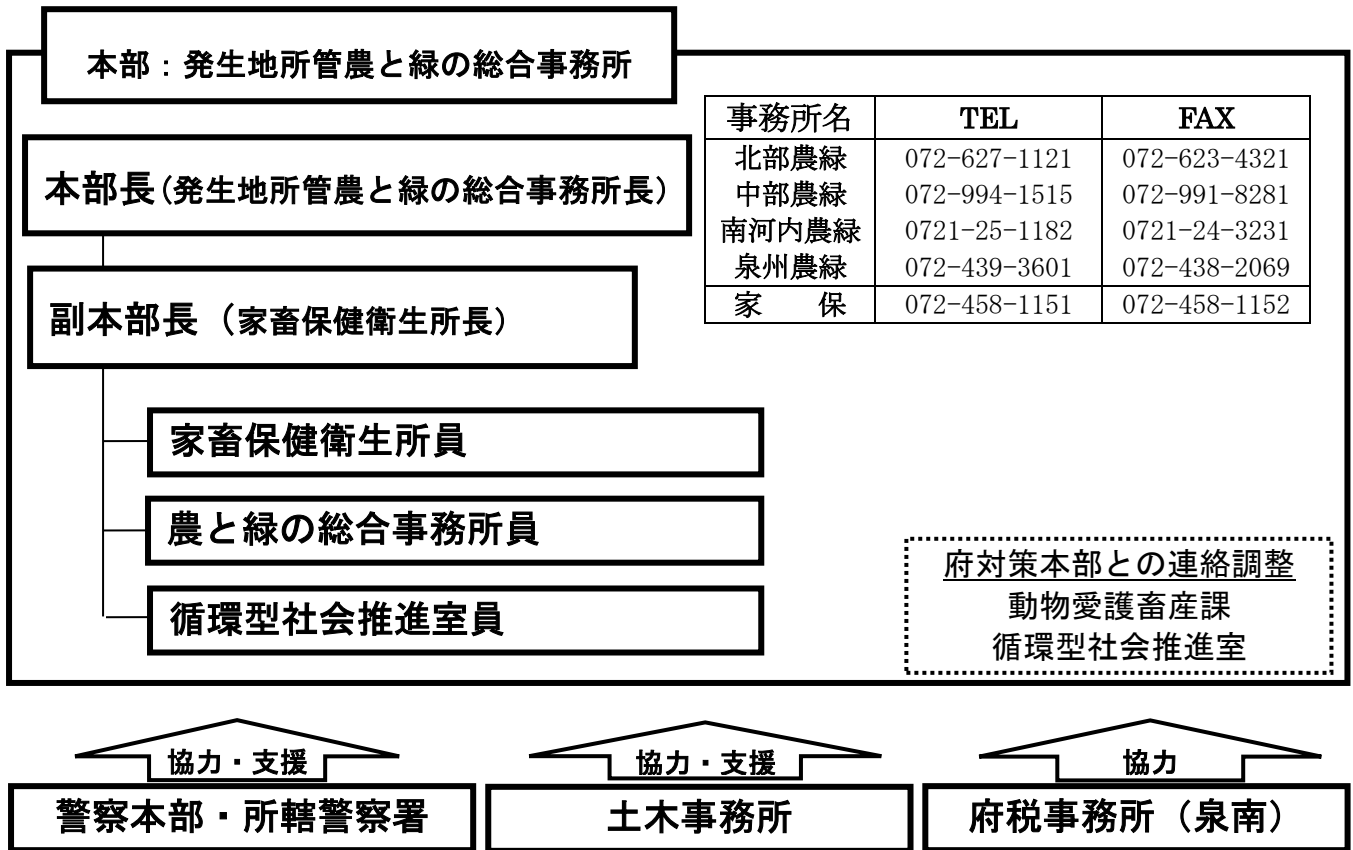 本部：発生地所管農と緑の総合事務所
本部長（発生地所管農と緑の総合事務所長）
副本部長（家畜保健衛生所長）
家畜保健衛生所員
農と緑の総合事務所員
循環型社会推進室員
事務所名 TEL FAX
北部農緑 072-627-1121 072-623-4321
中部農緑 072-994-1515 072-991-8281
南河内農緑 0721-25-1182 0721-24-3231
泉州農緑 072-439-3601 072-438-2069
家　保 072-458-1151 072-458-1152
府対策本部との連絡調整
動物愛護畜産課
循環型社会推進室
協力・支援
警察本部・所轄警察署
協力・支援
土木事務所
協力
府税事務所（泉南）